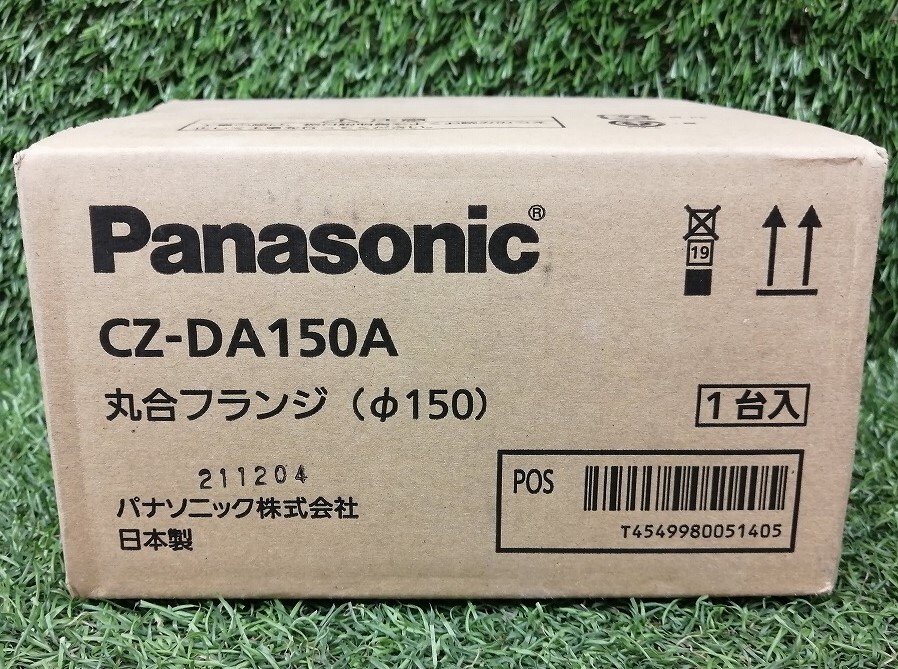 Panasonic®
19
CZ-DA150A
丸合フランジ（φ150）
1台入
211204
パナソニック株式会社
日本製
POS
T4549980051405